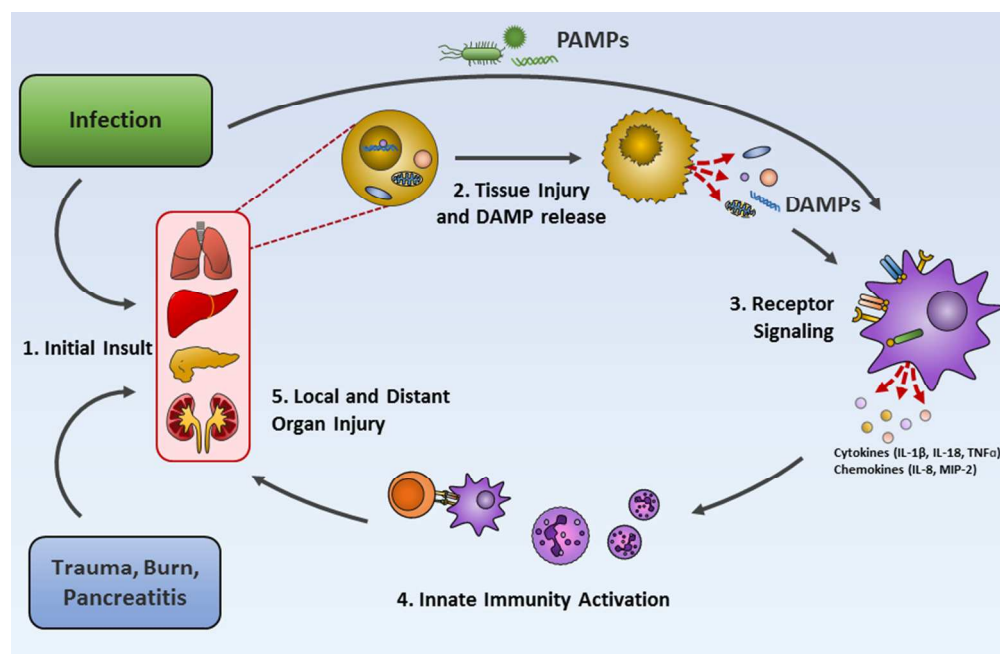 PAMPs
Infection
2. Tissue Injury
and DAMP release
DAMPs
3. Receptor
Signaling
1. Initial Insult
5. Local and Distant
Organ Injury
Cytokines (IL-1β, IL-18, TNFα)
Chemokines (IL-8, MIP-2)
Trauma, Burn,
Pancreatitis
4. Innate Immunity Activation